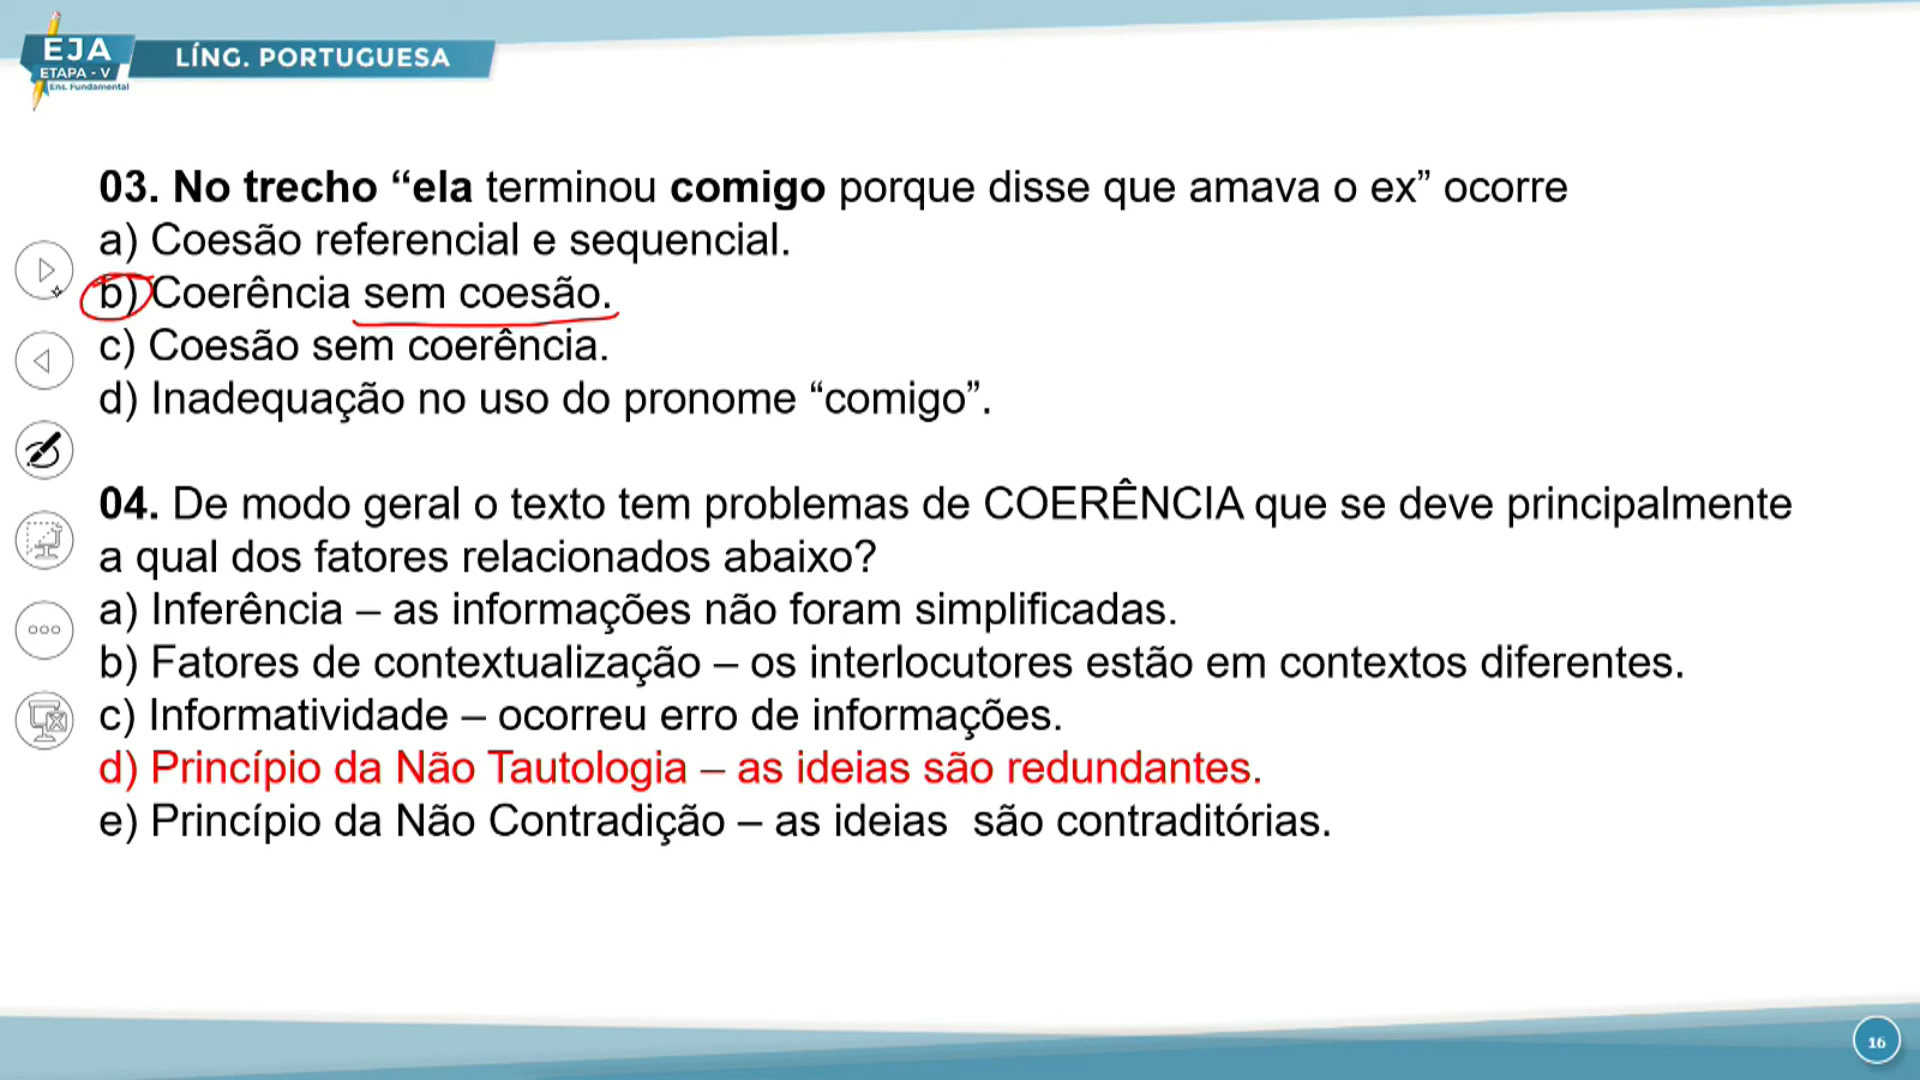 EJA
ETAPA - V
Ens. Fundamental
LÍNG. PORTUGUESA
03. No trecho “ela terminou comigo porque disse que amava o ex” ocorre
a) Coesão referencial e sequencial.
b) Coerência sem coesão.
c) Coesão sem coerência.
d) Inadequação no uso do pronome “comigo”.
04. De modo geral o texto tem problemas de COERÊNCIA que se deve principalmente
a qual dos fatores relacionados abaixo?
a) Inferência – as informações não foram simplificadas.
b) Fatores de contextualização – os interlocutores estão em contextos diferentes.
c) Informatividade – ocorreu erro de informações.
d) Princípio da Não Tautologia – as ideias são redundantes.
e) Princípio da Não Contradição – as ideias  são contraditórias.
16